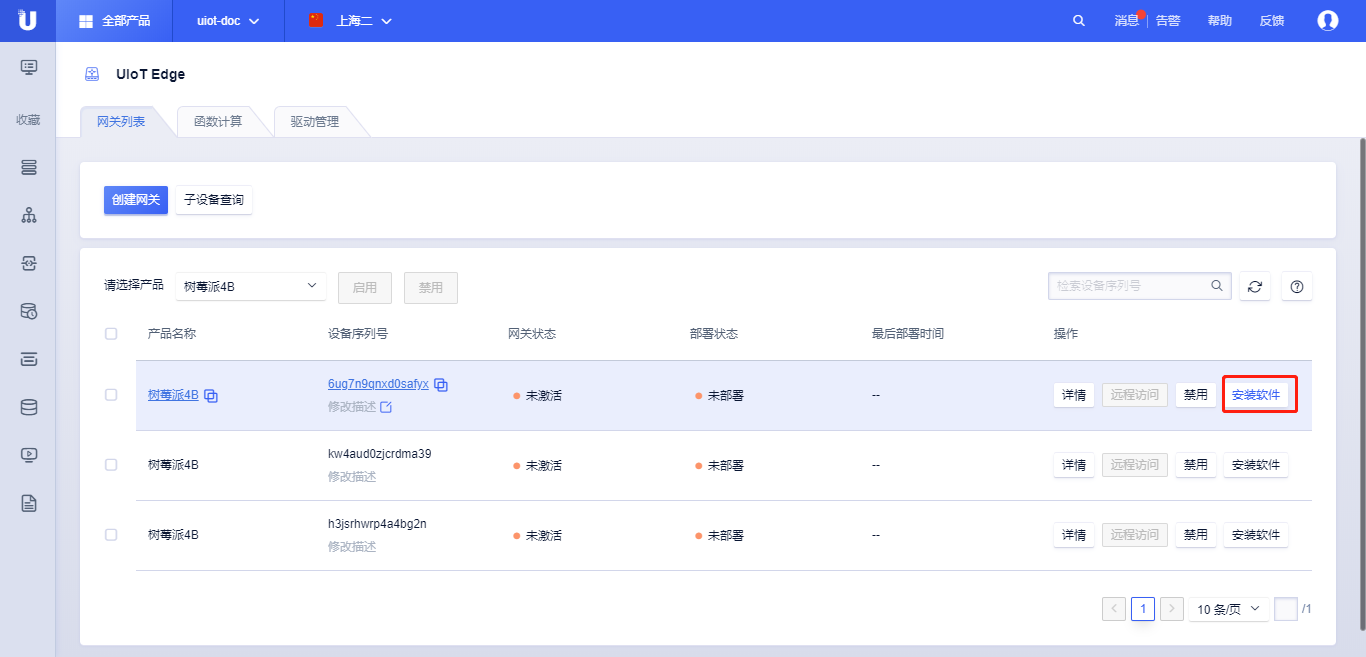 全部产品 uiot-doc 上海二 消息 告警 帮助 反馈
收藏
UIoT Edge
网关列表 函数计算 驱动管理
创建网关 子设备查询
请选择产品 树莓派4B 启用 禁用 检索设备序列号
产品名称 设备序列号 网关状态 部署状态 最后部署时间 操作
树莓派4B 6ug7n9qnxd0safyx 未激活 未部署 -- 详情 远程访问 禁用 安装软件
修改描述
树莓派4B kw4aud0zjcrdma39 未激活 未部署 -- 详情 远程访问 禁用 安装软件
修改描述
树莓派4B h3jsrhwrp4a4bg2n 未激活 未部署 -- 详情 远程访问 禁用 安装软件
修改描述
1 10 条/页 /1